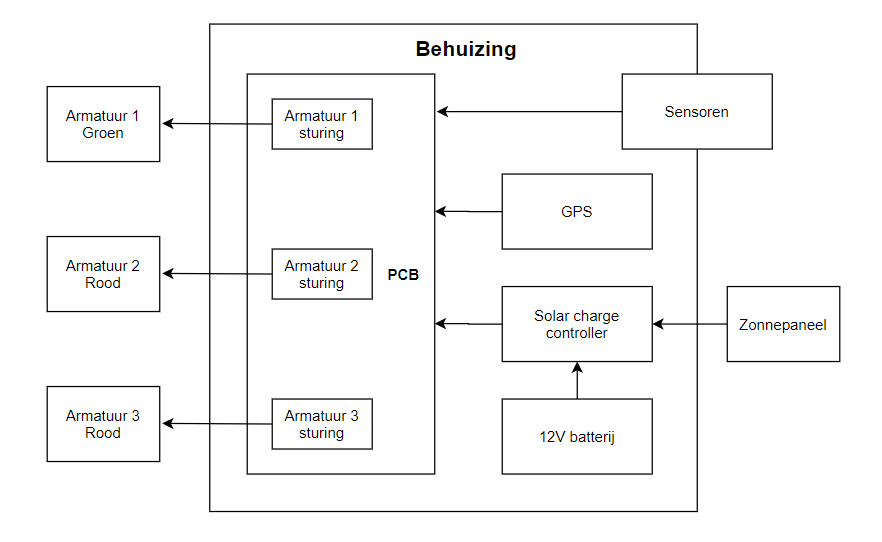 Behuizing
Armatuur 1
Groen
Armatuur 1
sturing
Sensoren
GPS
Armatuur 2
Rood
Armatuur 2
sturing
PCB
Solar charge
controller
Zonnepaneel
Armatuur 3
Rood
Armatuur 3
sturing
12V batterij